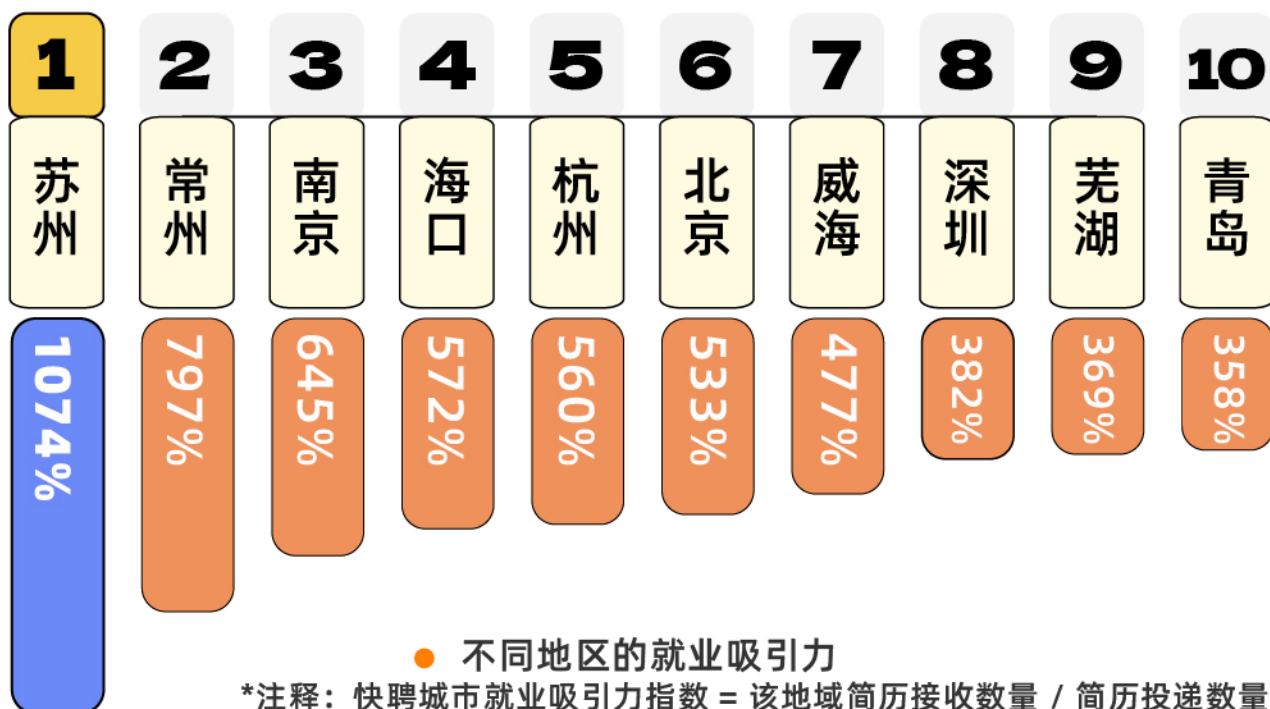 1 2 3 4 5 6 7 8 9 10
苏州 常州 南京 海口 杭州 北京 威海 深圳 芜湖 青岛
1074% 797% 645% 572% 560% 533% 477% 382% 369% 358%
不同地区的就业吸引力
*注释：快聘城市就业吸引力指数 = 该地域简历接收数量 / 简历投递数量